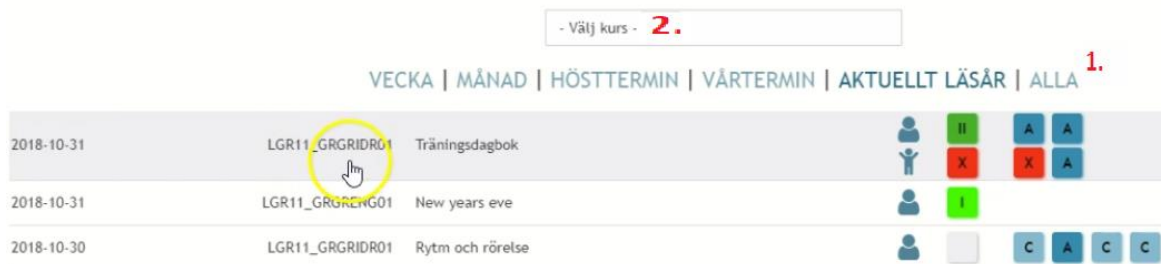 - Välj kurs - 2.
VECKA | MÅNAD | HÖSTTERMIN | VÅRTERMIN | AKTUELLT LÄSÅR | ALLA 1.
2018-10-31 LGR11_GRGRIDR01 Träningsdagbok II A A
X X A
2018-10-31 LGR11_GRGRENG01 New years eve I
2018-10-30 LGR11_GRGRIDR01 Rytm och rörelse C A C C